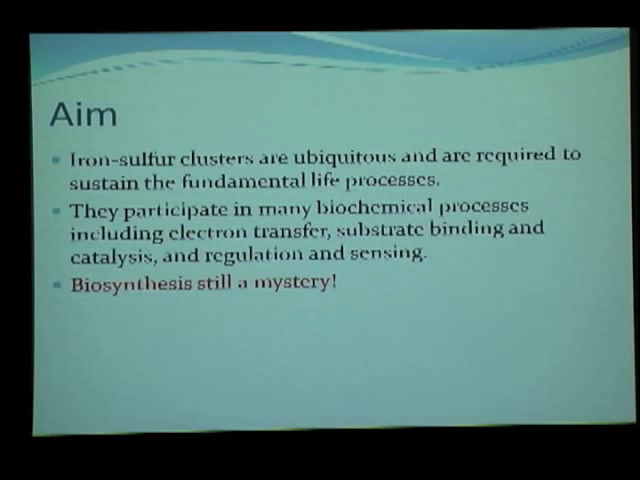 Aim
Iron-sulfur clusters are ubiquitous and are required to
sustain the fundamental life processes.
They participate in many biochemical processes
including electron transfer, substrate binding and
catalysis, and regulation and sensing.
Biosynthesis still a mystery!